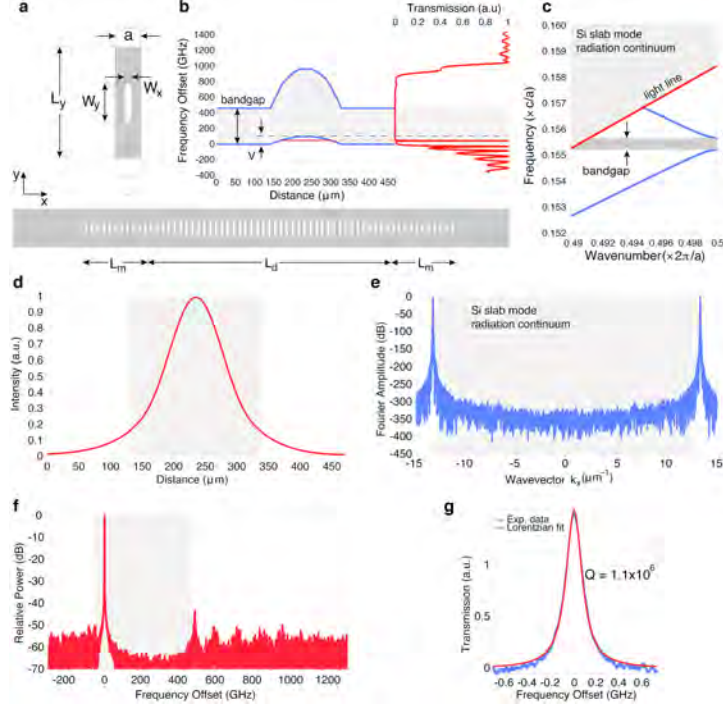 a
a
L_y
W_y
W_x
y
x
b
Transmission (a.u)
0 0.2 0.4 0.6 0.8 1
Frequency Offset (GHz)
1400
1200
1000
800
600
400
200
0
-200
-400
bandgap
V
0 50 100 150 200 250 300 350 400 450
Distance (μm)
c
Si slab mode
radiation continuum
light line
bandgap
Frequency (× c/a)
0.160
0.159
0.158
0.157
0.156
0.155
0.154
0.153
0.152
0.49 0.492 0.494 0.496 0.498 0.5
Wavenumber (×2π/a)
L_m
L_d
L_m
d
Intensity (a.u.)
1
0.9
0.8
0.7
0.6
0.5
0.4
0.3
0.2
0.1
0
0 50 100 150 200 250 300 350 400 450
Distance (μm)
e
Si slab mode
radiation continuum
Fourier Amplitude (dB)
0
-50
-100
-150
-200
-250
-300
-350
-400
-450
-15 -10 -5 0 5 10 15
Wavevector k_x(μm⁻¹)
f
Relative Power (dB)
0
-10
-20
-30
-40
-50
-60
-70
-200 0 200 400 600 800 1000 1200
Frequency Offset (GHz)
g
Exp. data
Lorentzian fit
Q = 1.1x10⁶
Transmission (a.u.)
1
0.5
0
-0.6 -0.4 -0.2 0 0.2 0.4 0.6
Frequency Offset (GHz)